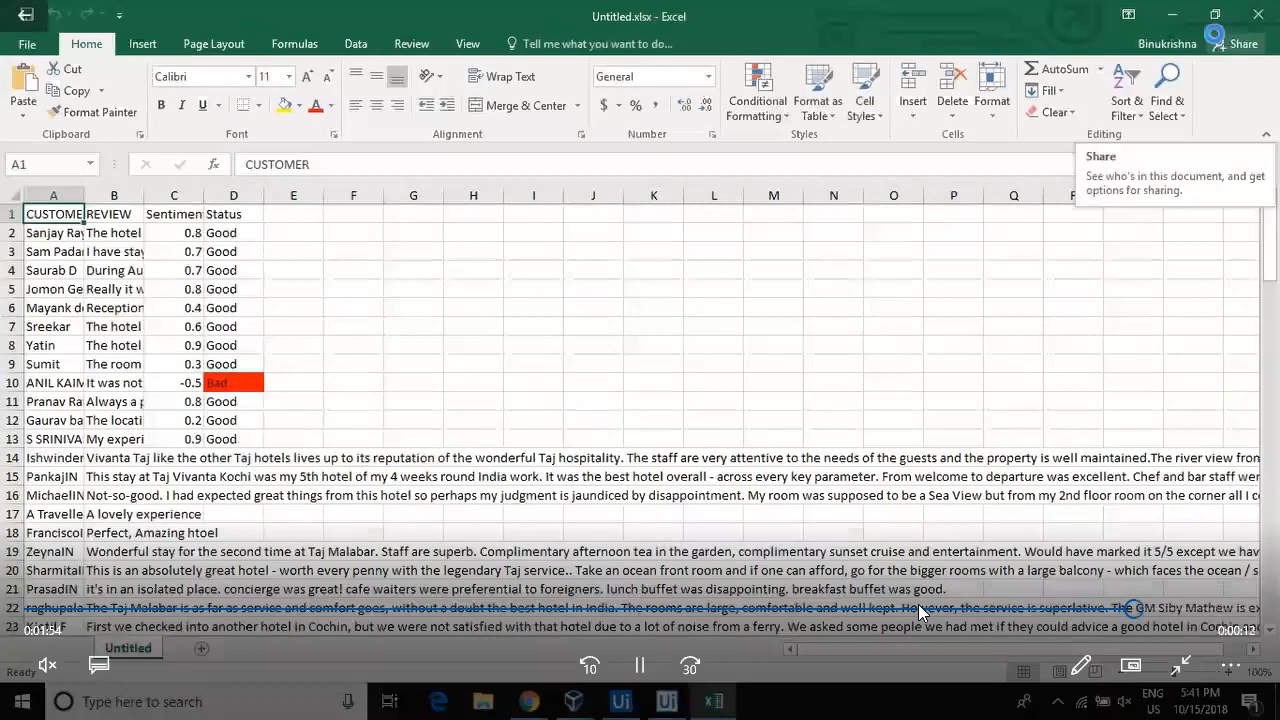 Untitled.xlsx - Excel
File Home Insert Page Layout Formulas Data Review View Tell me what you want to do... Binukrishna Share
Paste Cut Copy Format Painter Clipboard
Calibri 11 B I U Font
Wrap Text Merge & Center Alignment
General $ % Number
Conditional Formatting Format as Table Cell Styles Styles
Insert Delete Format Cells
AutoSum Fill Clear Sort & Filter Find & Select Editing
A1 fx CUSTOMER
Share
See who's in this document, and get
options for sharing.
A B C D E F G H I J K L M N O P Q
1 CUSTOME REVIEW Sentimen Status
2 Sanjay Ray The hotel 0.8 Good
3 Sam Padar I have stay 0.7 Good
4 Saurab D During Au 0.7 Good
5 Jomon Ge Really it w 0.8 Good
6 Mayank de Reception 0.4 Good
7 Sreekar The hotel 0.6 Good
8 Yatin The hotel 0.9 Good
9 Sumit The room 0.3 Good
10 ANIL KAIM It was not -0.5 Bad
11 Pranav Ra Always a p 0.8 Good
12 Gaurav ba The locati 0.2 Good
13 S SRINIVA My experi 0.9 Good
14 Ishwinder Vivanta Taj like the other Taj hotels lives up to its reputation of the wonderful Taj hospitality. The staff are very attentive to the needs of the guests and the property is well maintained.The river view from
15 PankajIN This stay at Taj Vivanta Kochi was my 5th hotel of my 4 weeks round India work. It was the best hotel overall - across every key parameter. From welcome to departure was excellent. Chef and bar staff wer
16 MichaelIN Not-so-good. I had expected great things from this hotel so perhaps my judgment is jaundiced by disappointment. My room was supposed to be a Sea View but from my 2nd floor room on the corner all I c
17 A Travelle A lovely experience
18 FranciscoI Perfect, Amazing htoel
19 ZeynaIN Wonderful stay for the second time at Taj Malabar. Staff are superb. Complimentary afternoon tea in the garden, complimentary sunset cruise and entertainment. Would have marked it 5/5 except we hav
20 SharmitaI This is an absolutely great hotel - worth every penny with the legendary Taj service.. Take an ocean front room and if one can afford, go for the bigger rooms with a large balcony - which faces the ocean / s
21 PrasadIN it's in an isolated place. concierge was great! cafe waiters were preferential to foreigners. lunch buffet was disappointing. breakfast buffet was good.
22 raghupala The Taj Malabar is as far as service and comfort goes, without a doubt the best hotel in India. The rooms are large, comfortable and well kept. However, the service is superlative. The GM Siby Mathew is ex
23 First we checked into another hotel in Cochin, but we were not satisfied with that hotel due to a lot of noise from a ferry. We asked some people we had met if they could advice a good hotel in Cochin
0:01:54 0:00:12
Untitled
10 30
Ready 100%
Type here to search Ui Ui ENG US 5:41 PM 10/15/2018